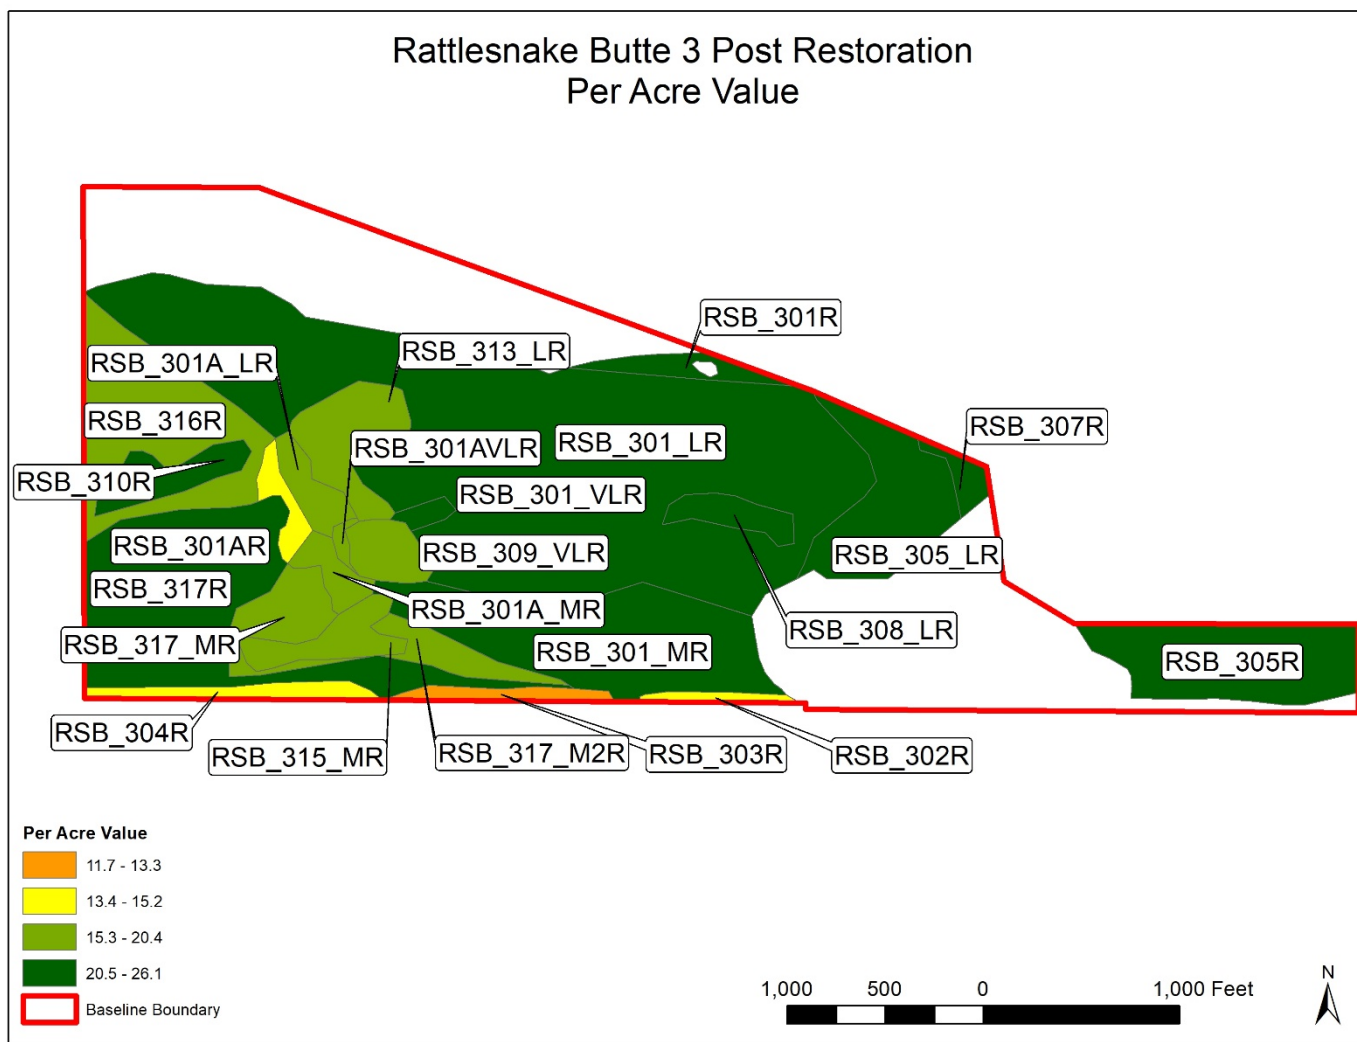 Rattlesnake Butte 3 Post Restoration
Per Acre Value
RSB_301R
RSB_313_LR
RSB_301A_LR
RSB_316R
RSB_307R
RSB_301AVLR
RSB_301_LR
RSB_310R
RSB_301_VLR
RSB_301AR
RSB_309_VLR
RSB_305_LR
RSB_317R
RSB_301A_MR
RSB_308_LR
RSB_317_MR
RSB_301_MR
RSB_305R
RSB_304R
RSB_315_MR
RSB_317_M2R
RSB_303R
RSB_302R
Per Acre Value
11.7 - 13.3
13.4 - 15.2
15.3 - 20.4
20.5 - 26.1
Baseline Boundary
1,000 500 0 1,000 Feet
N